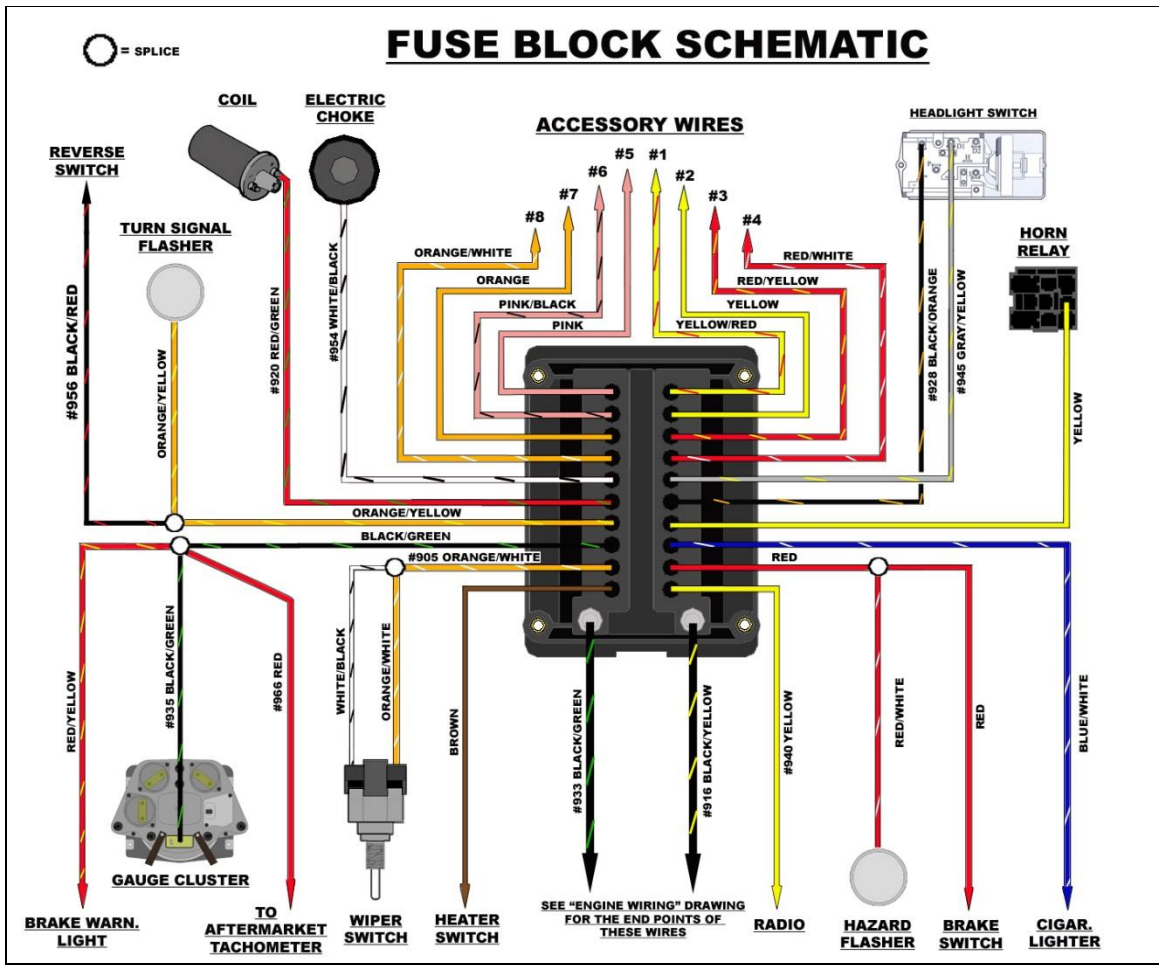 FUSE BLOCK SCHEMATIC
= SPLICE
COIL
ELECTRIC
CHOKE
ACCESSORY WIRES
HEADLIGHT SWITCH
REVERSE
SWITCH
TURN SIGNAL
FLASHER
HORN
RELAY
#8
#7
#6
#5
#1
#2
#3
#4
ORANGE/WHITE
ORANGE
PINK/BLACK
PINK
RED/WHITE
RED/YELLOW
YELLOW
YELLOW/RED
#956 BLACK/RED
ORANGE/YELLOW
#920 RED/GREEN
#954 WHITE/BLACK
#928 BLACK/ORANGE
#945 GRAY/YELLOW
YELLOW
ORANGE/YELLOW
BLACK/GREEN
#905 ORANGE/WHITE
RED
RED/YELLOW
#935 BLACK/GREEN
#966 RED
WHITE/BLACK
ORANGE/WHITE
BROWN
#933 BLACK/GREEN
#916 BLACK/YELLOW
#940 YELLOW
RED/WHITE
RED
BLUE/WHITE
GAUGE CLUSTER
BRAKE WARN.
LIGHT
TO
AFTERMARKET
TACHOMETER
WIPER
SWITCH
HEATER
SWITCH
SEE "ENGINE WIRING" DRAWING
FOR THE END POINTS OF
THESE WIRES
RADIO
HAZARD
FLASHER
BRAKE
SWITCH
CIGAR.
LIGHTER